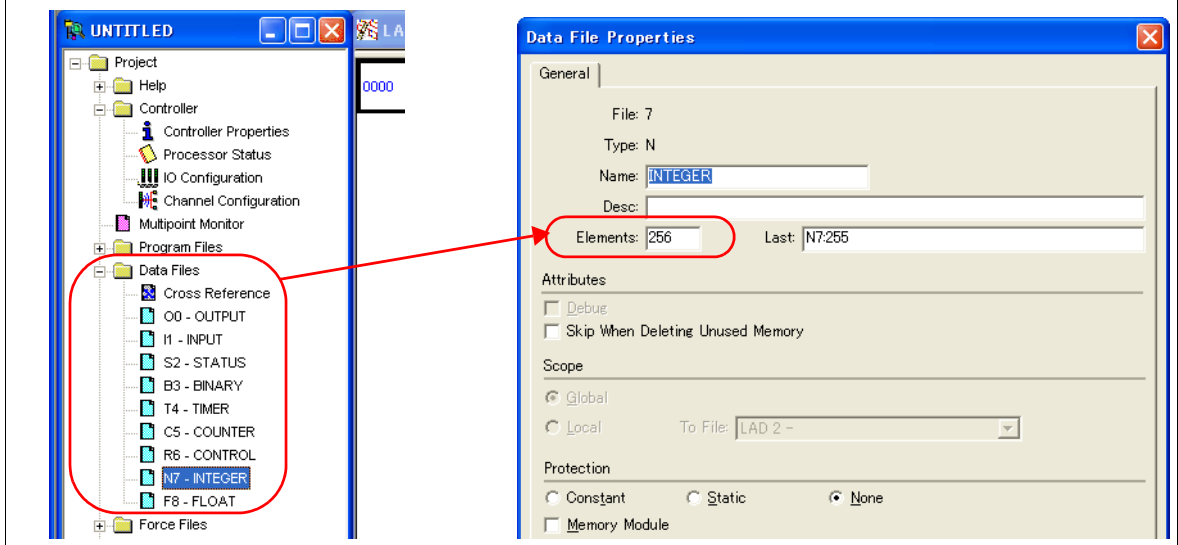 UNTITLED
Project
Help
Controller
Controller Properties
Processor Status
IO Configuration
Channel Configuration
Multipoint Monitor
Program Files
Data Files
Cross Reference
O0 - OUTPUT
I1 - INPUT
S2 - STATUS
B3 - BINARY
T4 - TIMER
C5 - COUNTER
R6 - CONTROL
N7 - INTEGER
F8 - FLOAT
Force Files
LA
0000
Data File Properties
General
File: 7
Type: N
Name: INTEGER
Desc:
Elements: 256 Last: N7:255
Attributes
Debug
Skip When Deleting Unused Memory
Scope
Global
Local To File: LAD 2 -
Protection
Constant Static None
Memory Module